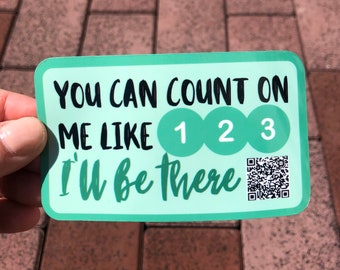 YOU CAN COUNT ON
ME LIKE 1 2 3
I'll be there